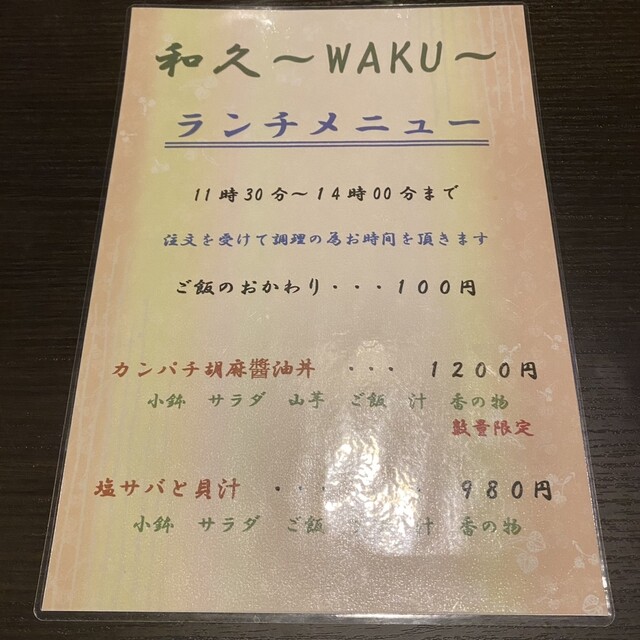 和久～WAKU～
ランチメニュー
11時30分～14時00分まで
注文を受けて調理の為お時間を頂きます
ご飯のおかわり・・・100円
カンパチ胡麻醬油丼 ・・・ 1200円
小鉢 サラダ 山芋 ご飯 汁 香の物
数量限定
塩サバと貝汁 ・・・ 980円
小鉢 サラダ ご飯 汁 香の物